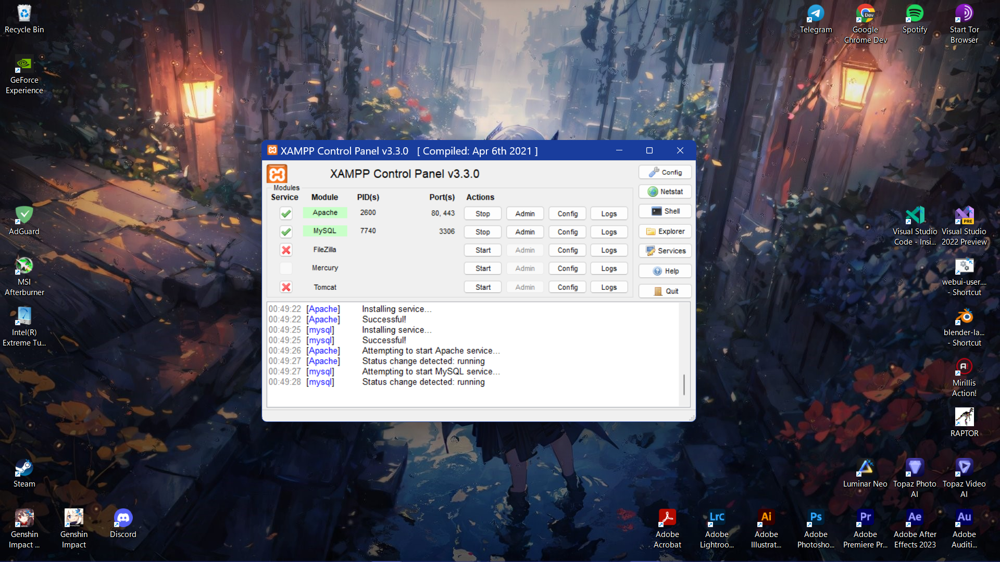 Recycle Bin
GeForce
Experience
AdGuard
MSI
Afterburner
Intel(R)
Extreme Tu...
Steam
Genshin
Impact ...
Genshin
Impact
Discord
Telegram
Google
Chrome Dev
Dev
Spotify
Start Tor
Browser
XAMPP Control Panel v3.3.0 [ Compiled: Apr 6th 2021 ]
XAMPP Control Panel v3.3.0
Config
Netstat
Shell
Explorer
Services
Help
Quit
Modules
Service Module PID(s) Port(s) Actions
Apache 2600 80, 443 Stop Admin Config Logs
MySQL 7740 3306 Stop Admin Config Logs
FileZilla Start Admin Config Logs
Mercury Start Admin Config Logs
Tomcat Start Admin Config Logs
00:49:22 [Apache] Installing service...
00:49:22 [Apache] Successful!
00:49:25 [mysql] Installing service...
00:49:25 [mysql] Successful!
00:49:26 [Apache] Attempting to start Apache service...
00:49:27 [Apache] Status change detected: running
00:49:27 [mysql] Attempting to start MySQL service...
00:49:28 [mysql] Status change detected: running
Visual Studio
Code - Insi...
PRE
Visual Studio
2022 Preview
webui-user....
- Shortcut
blender-la...
- Shortcut
Mirillis
Action!
RAPTOR
Luminar Neo
Topaz Photo
AI
Topaz Video
AI
Adobe
Acrobat
LrC
Adobe
Lightroo...
Ai
Adobe
Illustrat...
Ps
Adobe
Photosho...
Pr
Adobe
Premiere Pr...
Ae
Adobe After
Effects 2023
Au
Adobe
Auditi...